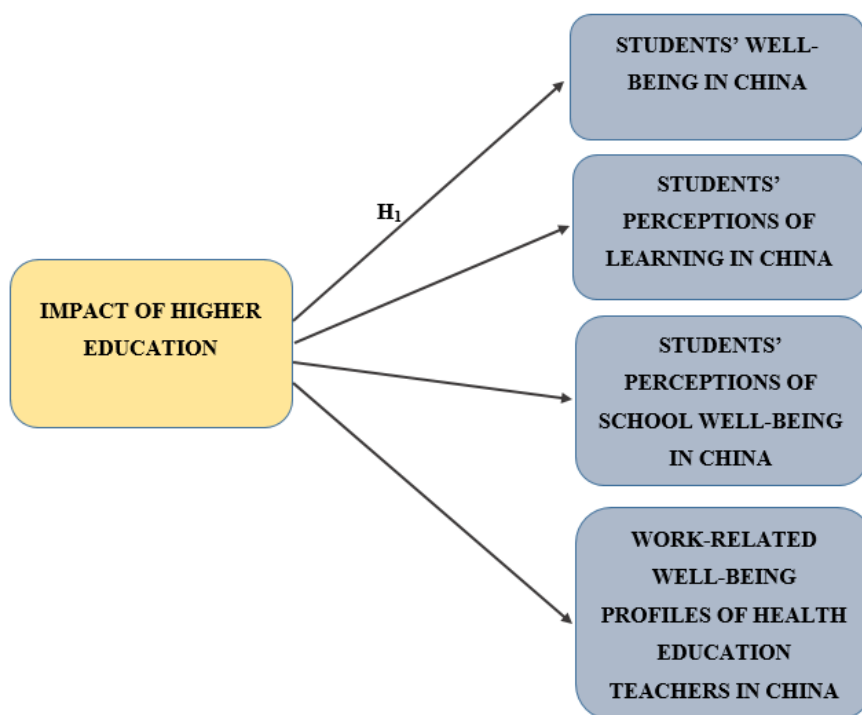 STUDENTS' WELL-
BEING IN CHINA
H₁
STUDENTS'
PERCEPTIONS OF
LEARNING IN CHINA
IMPACT OF HIGHER
EDUCATION
STUDENTS'
PERCEPTIONS OF
SCHOOL WELL-BEING
IN CHINA
WORK-RELATED
WELL-BEING
PROFILES OF HEALTH
EDUCATION
TEACHERS IN CHINA